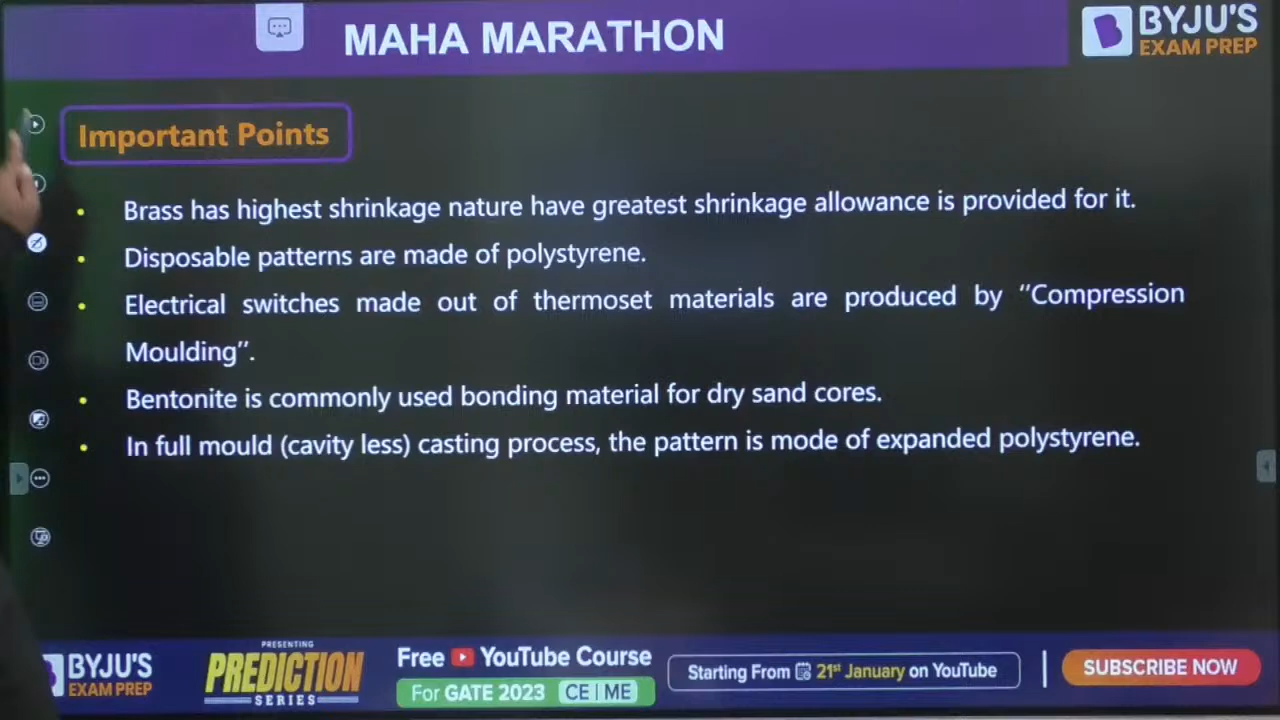 MAHA MARATHON
BYJU'S
EXAM PREP
Important Points
• Brass has highest shrinkage nature have greatest shrinkage allowance is provided for it.
• Disposable patterns are made of polystyrene.
• Electrical switches made out of thermoset materials are produced by ‘‘Compression
Moulding’’.
• Bentonite is commonly used bonding material for dry sand cores.
• In full mould (cavity less) casting process, the pattern is mode of expanded polystyrene.
BYJU'S
EXAM PREP
PRESENTING
PREDICTION
SERIES
Free YouTube Course
For GATE 2023 CE | ME
Starting From 21st January on YouTube
SUBSCRIBE NOW